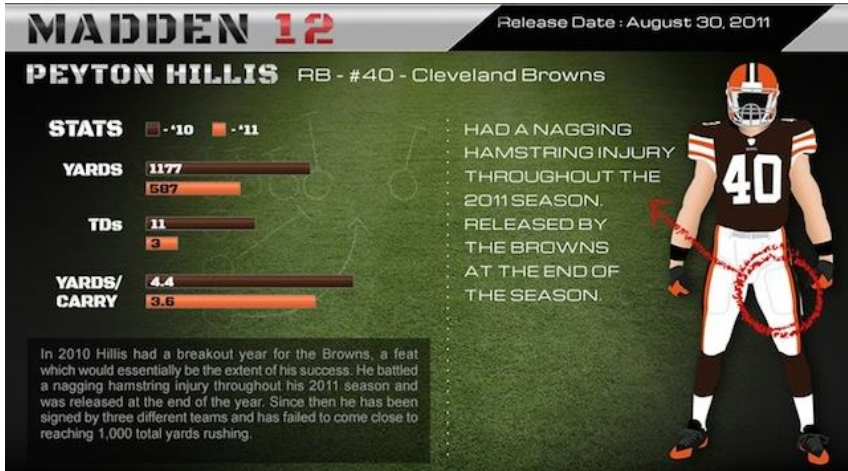 MADDEN 12
Release Date : August 30, 2011
PEYTON HILLIS RB - #40 - Cleveland Browns
STATS - '10 - '11
YARDS 1177
587
TDs 11
3
YARDS/
CARRY
4.4
3.6
HAD A NAGGING
HAMSTRING INJURY
THROUGHOUT THE
2011 SEASON.
RELEASED BY
THE BROWNS
AT THE END OF
THE SEASON.
40
In 2010 Hillis had a breakout year for the Browns, a feat
which would essentially be the extent of his success. He battled
a nagging hamstring injury throughout his 2011 season and
was released at the end of the year. Since then he has been
signed by three different teams and has failed to come close to
reaching 1,000 total yards rushing.